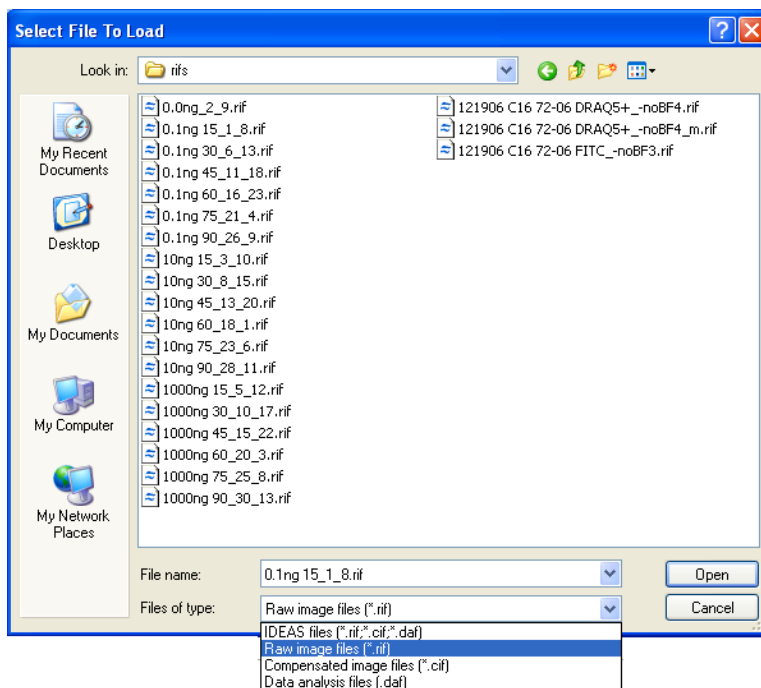 Select File To Load
Look in: rifs
My Recent
Documents
Desktop
My Documents
My Computer
My Network
Places
0.0ng_2_9.rif
0.1ng 15_1_8.rif
0.1ng 30_6_13.rif
0.1ng 45_11_18.rif
0.1ng 60_16_23.rif
0.1ng 75_21_4.rif
0.1ng 90_26_9.rif
10ng 15_3_10.rif
10ng 30_8_15.rif
10ng 45_13_20.rif
10ng 60_18_1.rif
10ng 75_23_6.rif
10ng 90_28_11.rif
1000ng 15_5_12.rif
1000ng 30_10_17.rif
1000ng 45_15_22.rif
1000ng 60_20_3.rif
1000ng 75_25_8.rif
1000ng 90_30_13.rif
121906 C16 72-06 DRAQ5+_-noBF4.rif
121906 C16 72-06 DRAQ5+_-noBF4_m.rif
121906 C16 72-06 FITC_-noBF3.rif
File name: 0.1ng 15_1_8.rif Open
Files of type: Raw image files (*.rif) Cancel
IDEAS files (*.rif;*.cif;*.daf)
Raw image files (*.rif)
Compensated image files (*.cif)
Data analysis files (.daf)